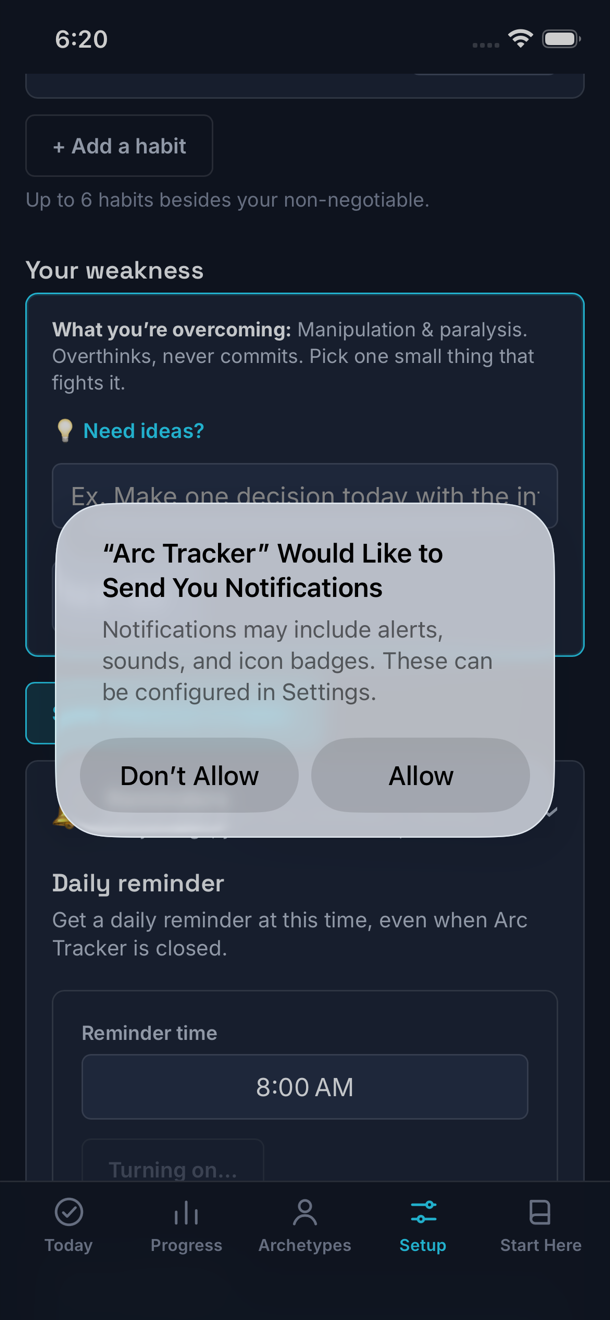 6:20
+ Add a habit
Up to 6 habits besides your non-negotiable.
Your weakness
What you’re overcoming: Manipulation & paralysis.
Overthinks, never commits. Pick one small thing that
fights it.
Need ideas?
Ex. Make one decision today with the in
“Arc Tracker” Would Like to
Send You Notifications
Notifications may include alerts,
sounds, and icon badges. These can
be configured in Settings.
Don’t Allow
Allow
Daily reminder
Get a daily reminder at this time, even when Arc
Tracker is closed.
Reminder time
8:00 AM
Turning on...
Today
Progress
Archetypes
Setup
Start Here